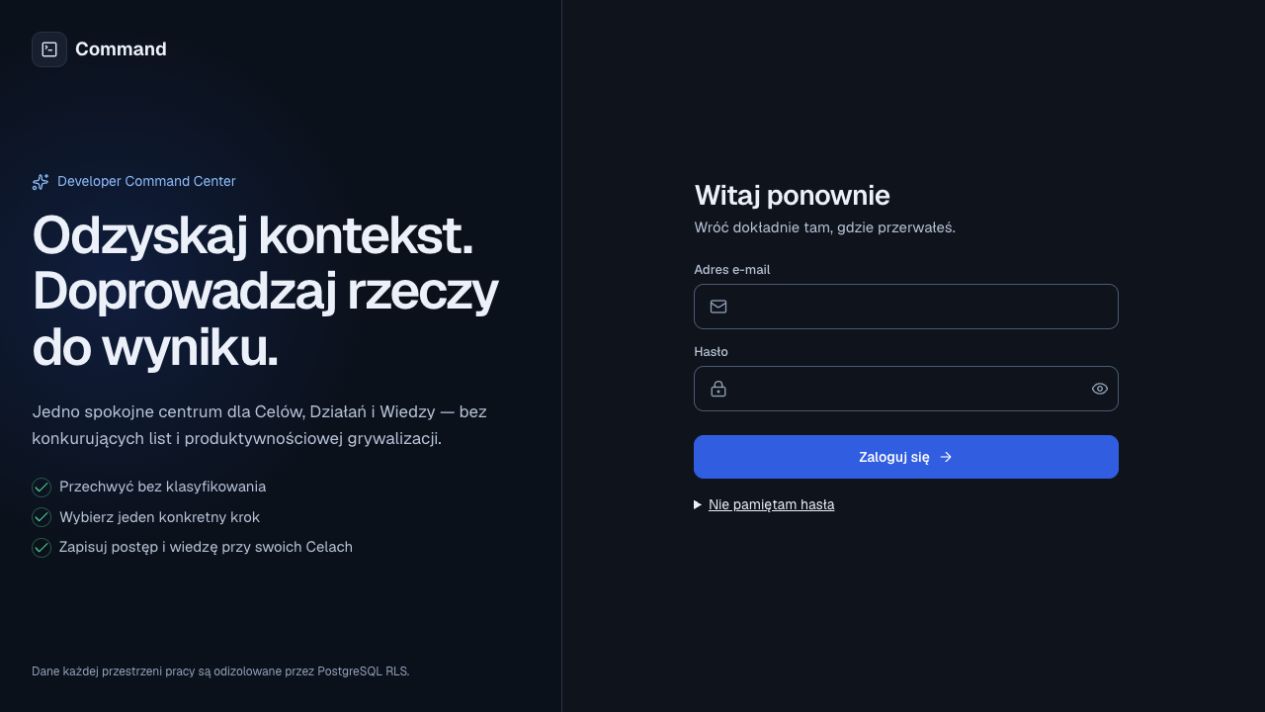 Command
Developer Command Center
Odzyskaj kontekst.
Doprowadzaj rzeczy
do wyniku.
Jedno spokojne centrum dla Celów, Działań i Wiedzy — bez
konkurujących list i produktywnościowej grywalizacji.
Przechwyć bez klasyfikowania
Wybierz jeden konkretny krok
Zapisuj postęp i wiedzę przy swoich Celach
Dane każdej przestrzeni pracy są odizolowane przez PostgreSQL RLS.
Witaj ponownie
Wróć dokładnie tam, gdzie przerwałeś.
Adres e-mail
Hasło
Zaloguj się
Nie pamiętam hasła